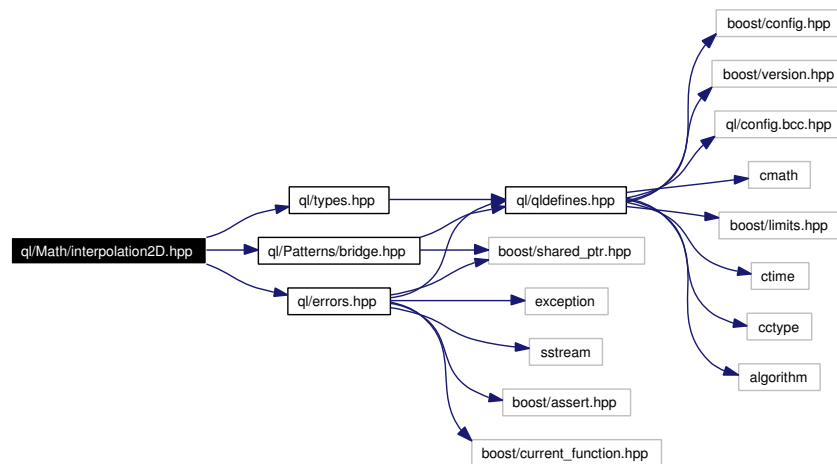 boost/config.hpp
boost/version.hpp
ql/config.bcc.hpp
cmath
ql/types.hpp
ql/qldefines.hpp
boost/limits.hpp
ql/Math/interpolation2D.hpp
ql/Patterns/bridge.hpp
boost/shared_ptr.hpp
ctime
ql/errors.hpp
exception
cctype
sstream
algorithm
boost/assert.hpp
boost/current_function.hpp